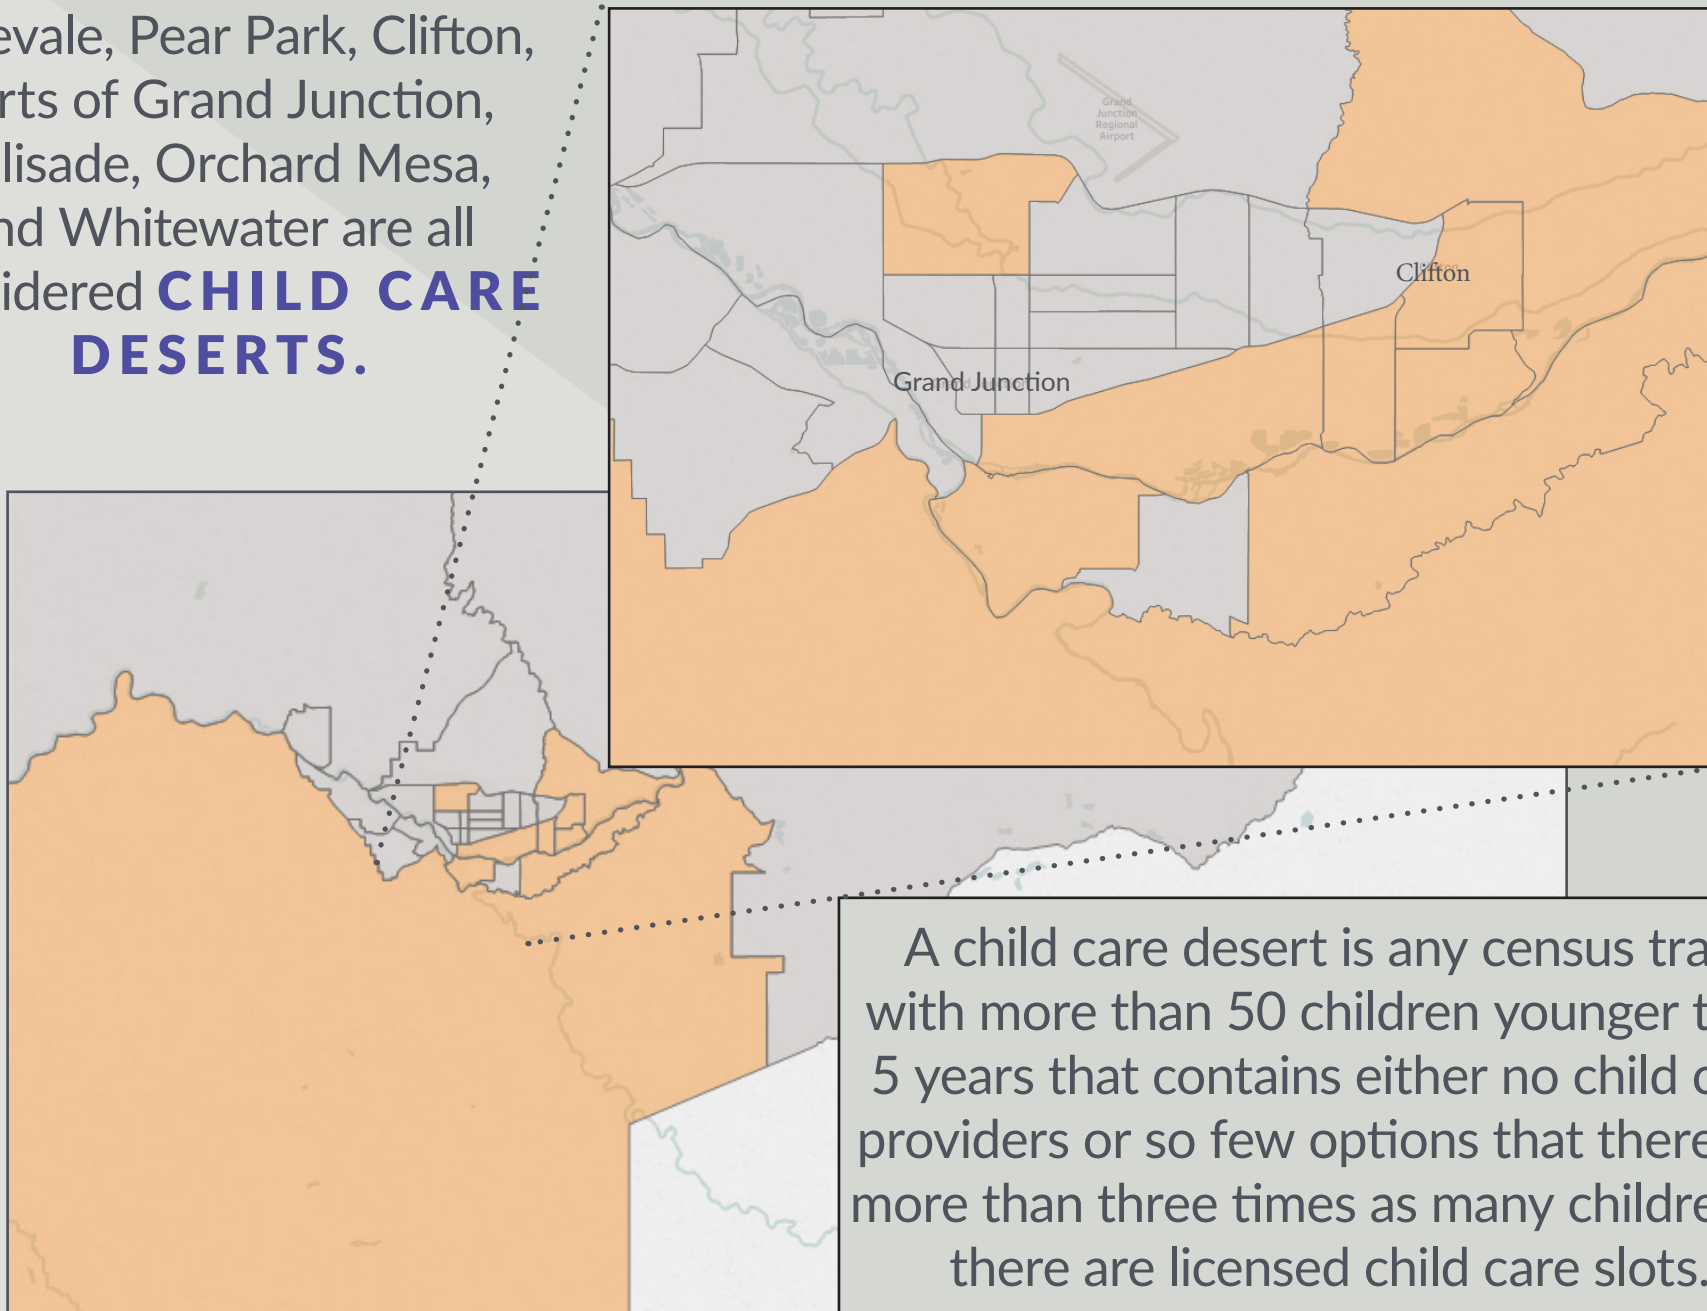 evale, Pear Park, Clifton,
rts of Grand Junction,
lisade, Orchard Mesa,
nd Whitewater are all
idered CHILD CARE
DESERTS.
Grand
Junction
Regional
Airport
Clifton
Grand Junction
A child care desert is any census tra
with more than 50 children younger t
5 years that contains either no child c
providers or so few options that there
more than three times as many childre
there are licensed child care slots.